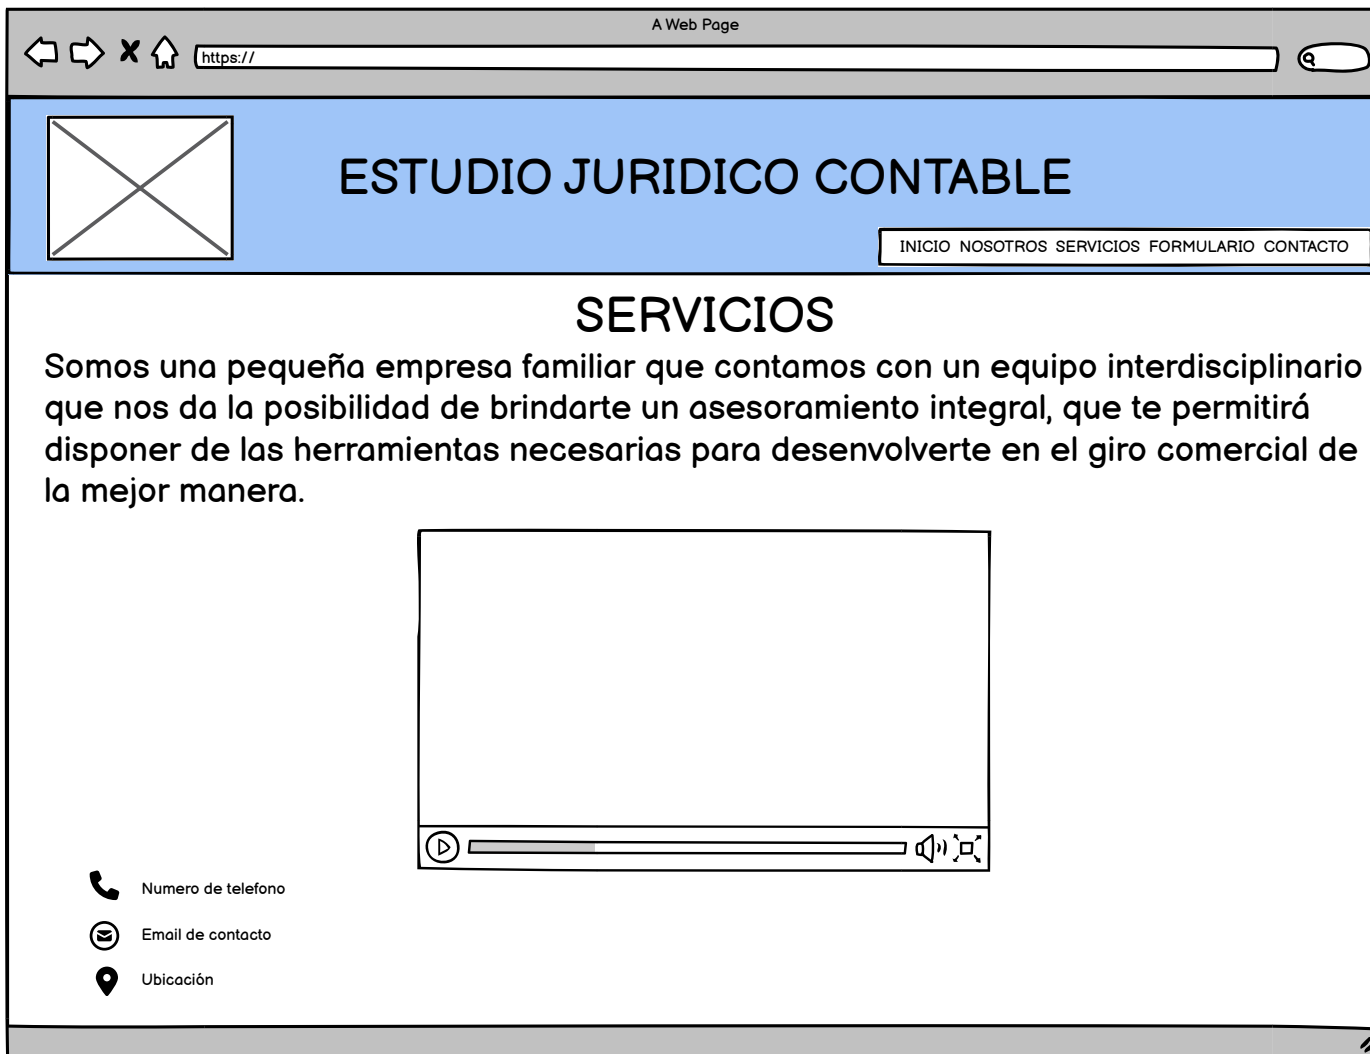 A Web Page
https://
ESTUDIO JURIDICO CONTABLE
INICIO NOSOTROS SERVICIOS FORMULARIO CONTACTO
SERVICIOS
Somos una pequeña empresa familiar que contamos con un equipo interdisciplinario
que nos da la posibilidad de brindarte un asesoramiento integral, que te permitirá
disponer de las herramientas necesarias para desenvolverte en el giro comercial de
la mejor manera.
Numero de telefono
Email de contacto
Ubicación